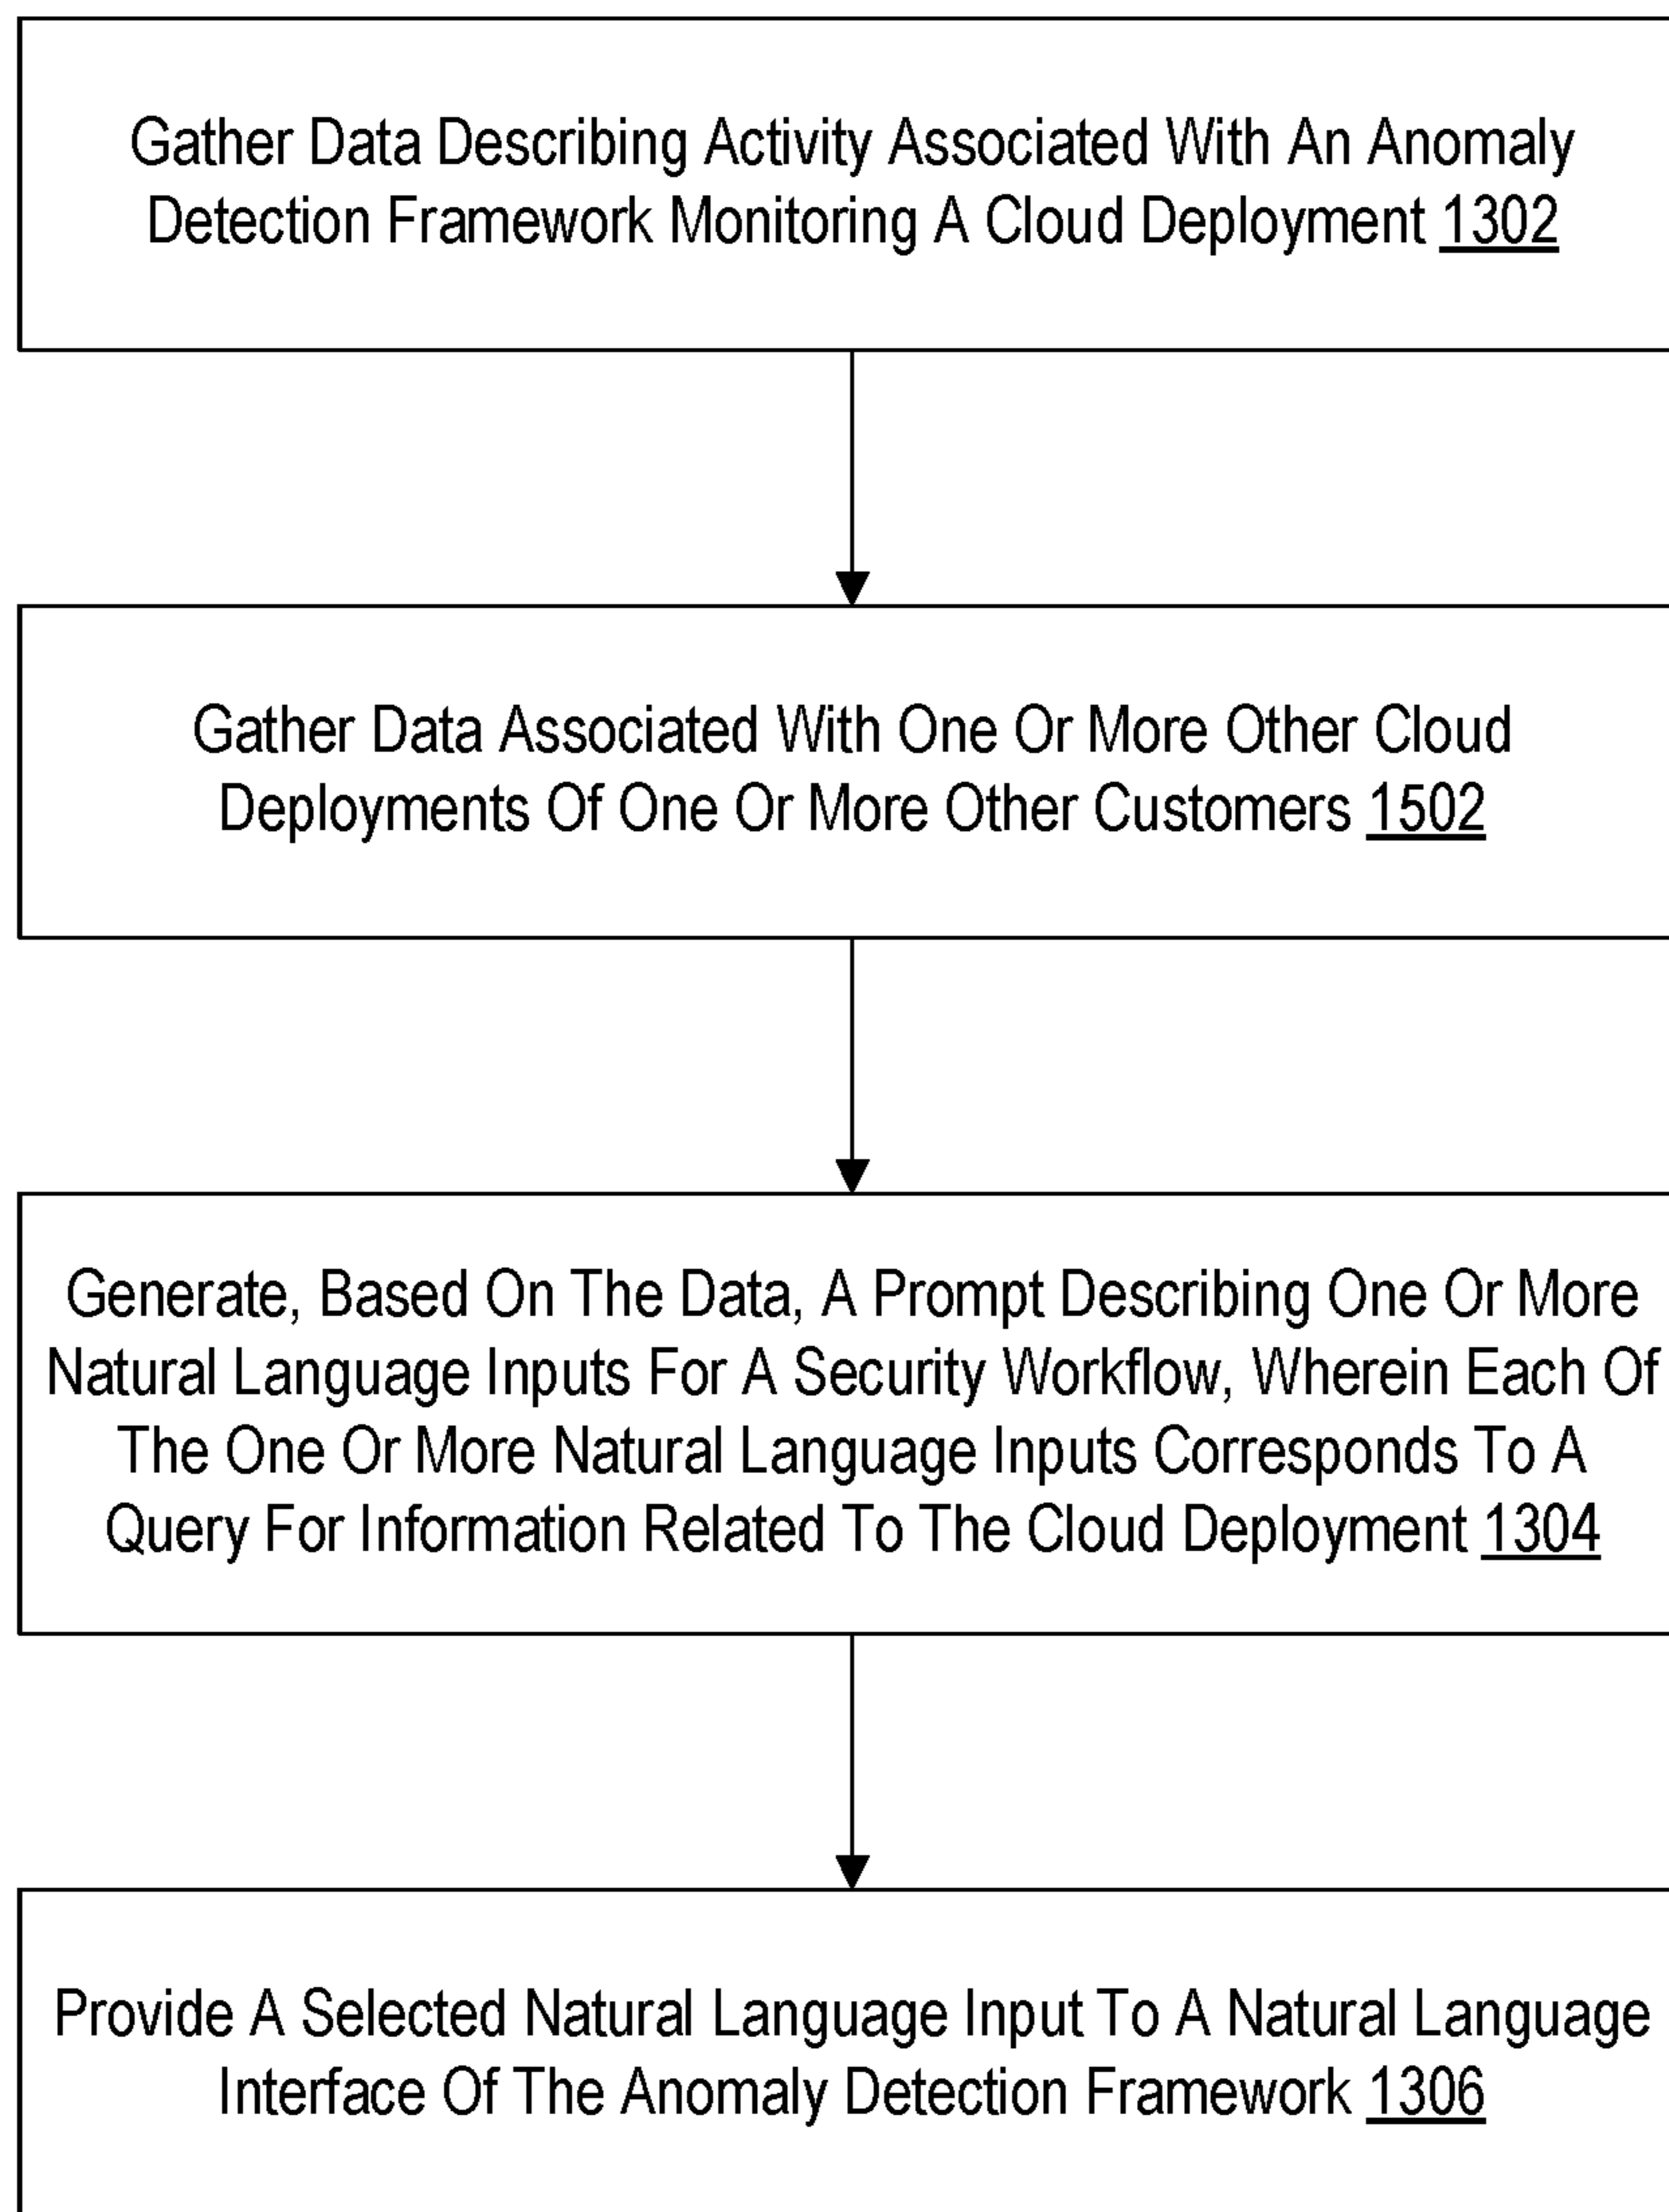 Gather Data Describing Activity Associated With An Anomaly
Detection Framework Monitoring A Cloud Deployment 1302
Gather Data Associated With One Or More Other Cloud
Deployments Of One Or More Other Customers 1502
Generate, Based On The Data, A Prompt Describing One Or More
Natural Language Inputs For A Security Workflow, Wherein Each Of
The One Or More Natural Language Inputs Corresponds To A
Query For Information Related To The Cloud Deployment 1304
Provide A Selected Natural Language Input To A Natural Language
Interface Of The Anomaly Detection Framework 1306